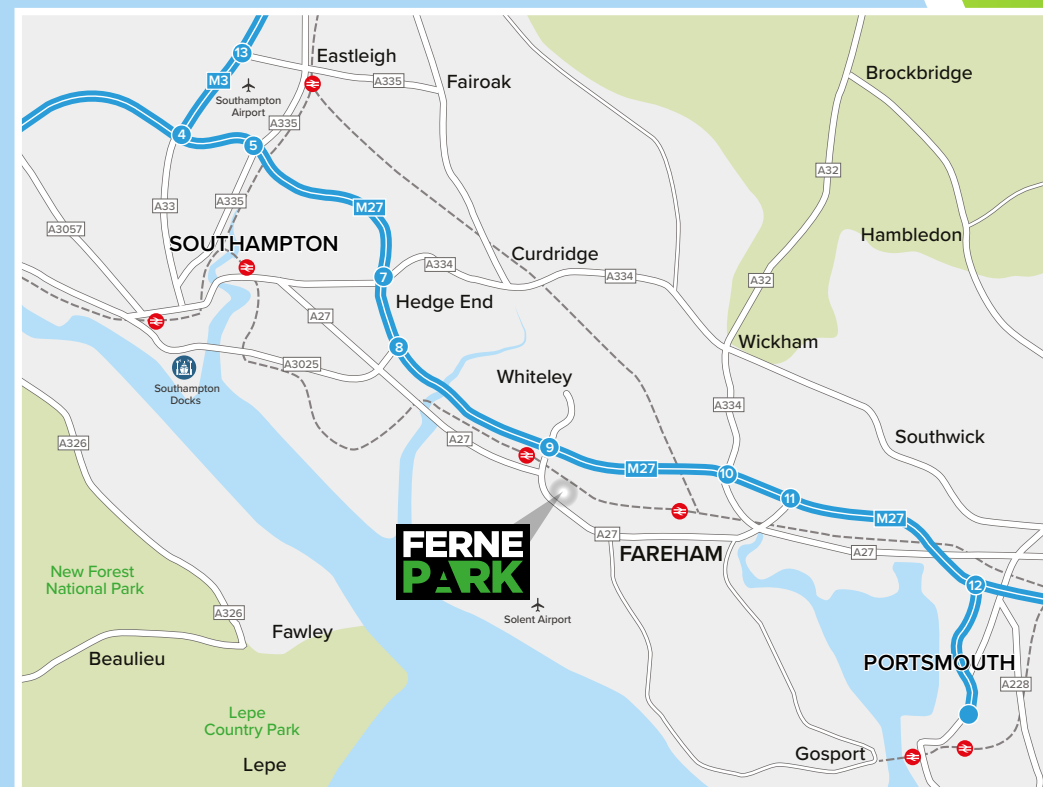 13
Eastleigh
Brockbridge
M3
A335
Fairoak
Southampton
Airport
A335
4
5
A32
A33
A335
M27
A3057
Hambledon
SOUTHAMPTON
Curdridge
A334
A334
A32
7
Hedge End
A27
Wickham
8
A3025
Whiteley
Southampton
Docks
A334
A326
A27
Southwick
9
M27
10
11
M27
FERNE
PARK
A27
FAREHAM
A27
New Forest
National Park
12
A326
Solent Airport
Fawley
Beaulieu
PORTSMOUTH
A228
Lepe
Country Park
Gosport
Lepe